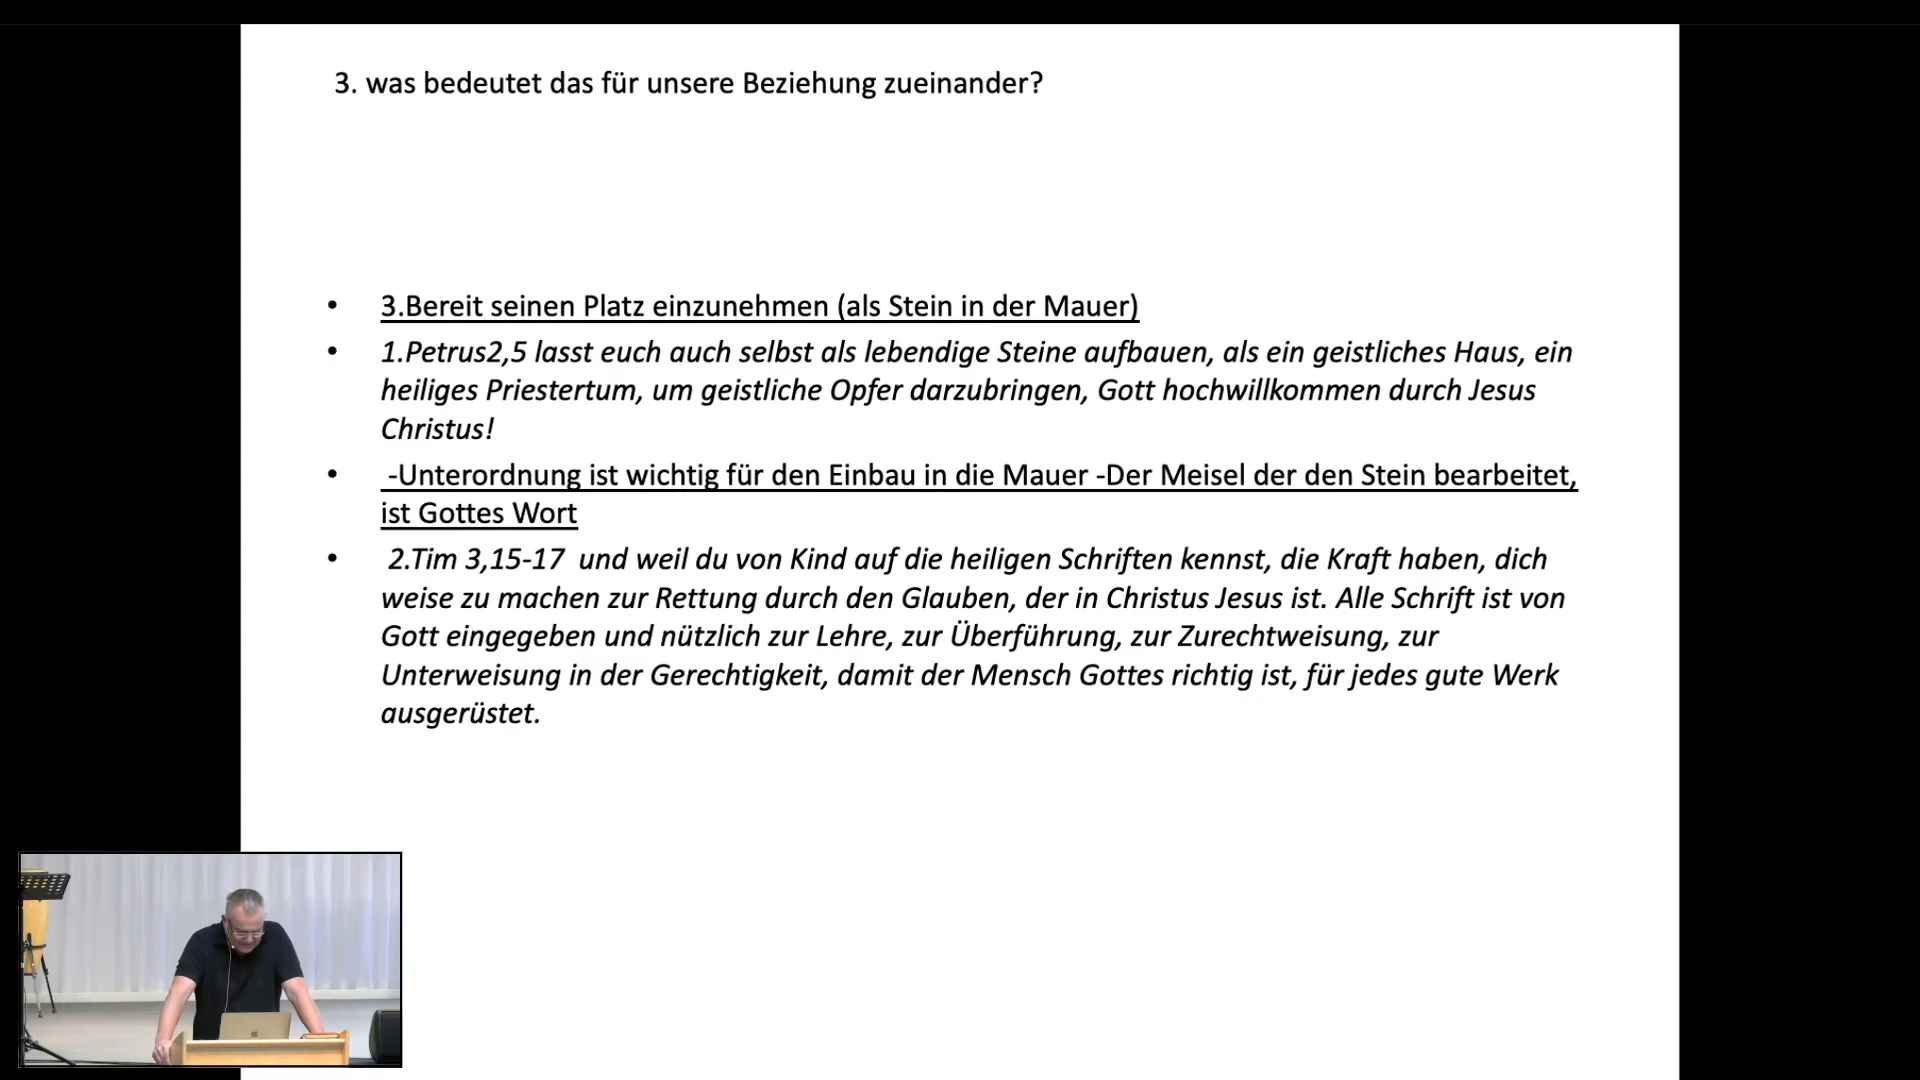 3. was bedeutet das für unsere Beziehung zueinander?
• 3.Bereit seinen Platz einzunehmen (als Stein in der Mauer)
• 1.Petrus2,5 lasst euch auch selbst als lebendige Steine aufbauen, als ein geistliches Haus, ein
heiliges Priestertum, um geistliche Opfer darzubringen, Gott hochwillkommen durch Jesus
Christus!
• -Unterordnung ist wichtig für den Einbau in die Mauer -Der Meisel der den Stein bearbeitet,
ist Gottes Wort
• 2.Tim 3,15-17 und weil du von Kind auf die heiligen Schriften kennst, die Kraft haben, dich
weise zu machen zur Rettung durch den Glauben, der in Christus Jesus ist. Alle Schrift ist von
Gott eingegeben und nützlich zur Lehre, zur Überführung, zur Zurechtweisung, zur
Unterweisung in der Gerechtigkeit, damit der Mensch Gottes richtig ist, für jedes gute Werk
ausgerüstet.